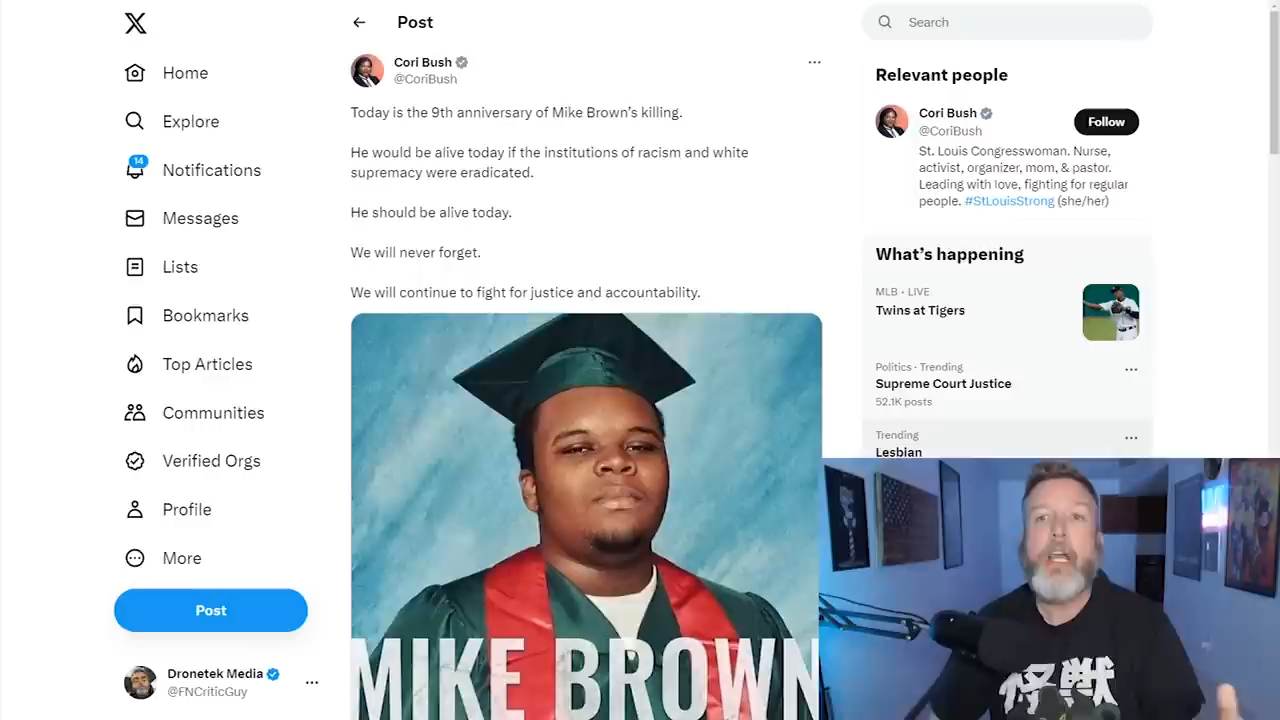 Post
Search
Cori Bush
@CoriBush
Today is the 9th anniversary of Mike Brown’s killing.
He would be alive today if the institutions of racism and white
supremacy were eradicated.
He should be alive today.
We will never forget.
We will continue to fight for justice and accountability.
MIKE BROWN
Home
Explore
14
Notifications
Messages
Lists
Bookmarks
Top Articles
Communities
Verified Orgs
Profile
More
Post
Dronetek Media
@FNCriticGuy
Relevant people
Cori Bush
@CoriBush
Follow
St. Louis Congresswoman. Nurse,
activist, organizer, mom, & pastor.
Leading with love, fighting for regular
people. #StLouisStrong (she/her)
What’s happening
MLB · LIVE
Twins at Tigers
Politics · Trending
Supreme Court Justice
52.1K posts
Trending
Lesbian